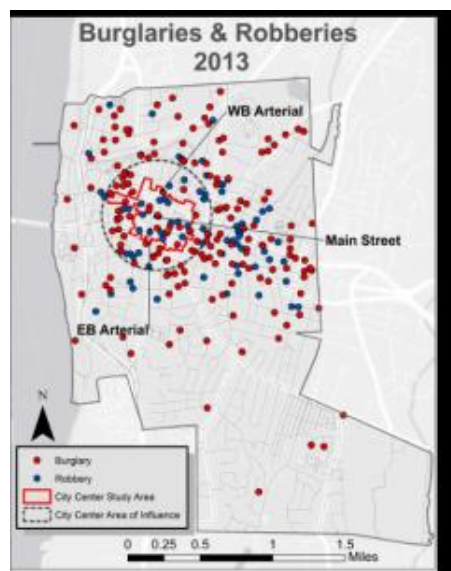 Burglaries & Robberies
2013
WB Arterial
Main Street
EB Arterial
N
Burglary
Robbery
City Center Study Area
City Center Area of Influence
0 0.25 0.5 1 1.5
Miles